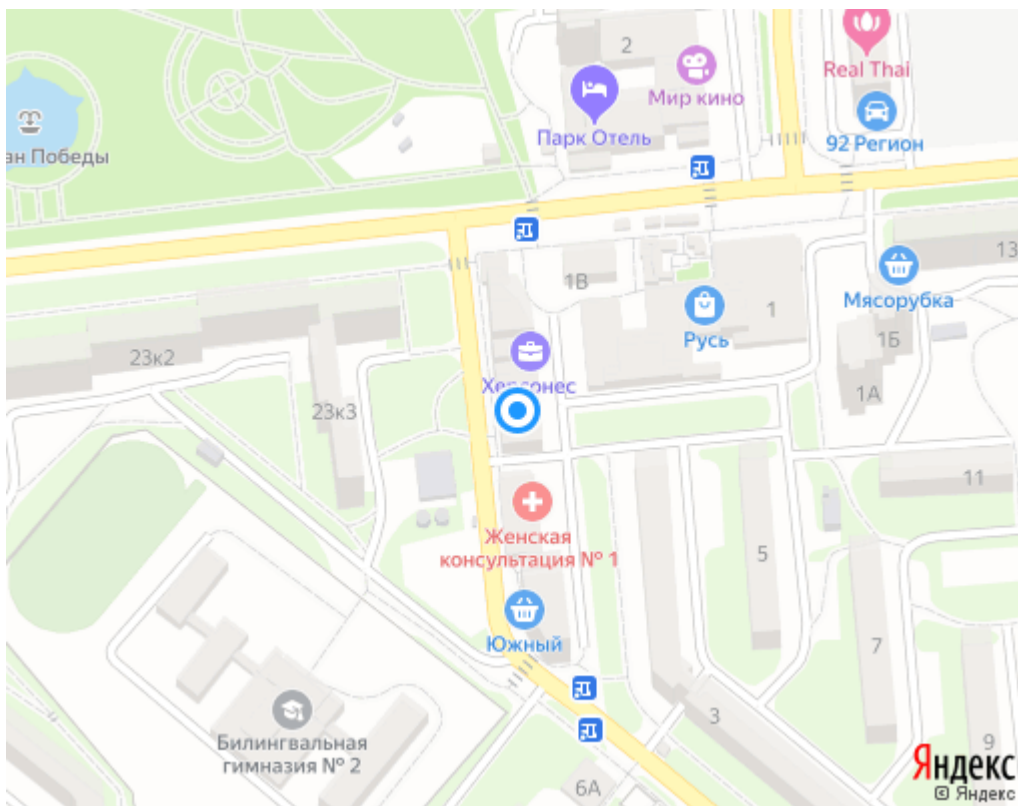 2
Real Thai
Мир кино
Парк Отель
92 Регион
ан Победы
13
1В
Мясорубка
1
Русь
1Б
23к2
Херсонес
1А
23к3
11
Женская
консультация № 1
5
Южный
7
3
Билингвальная
гимназия № 2
9
6А
Яндекс
© Яндекс